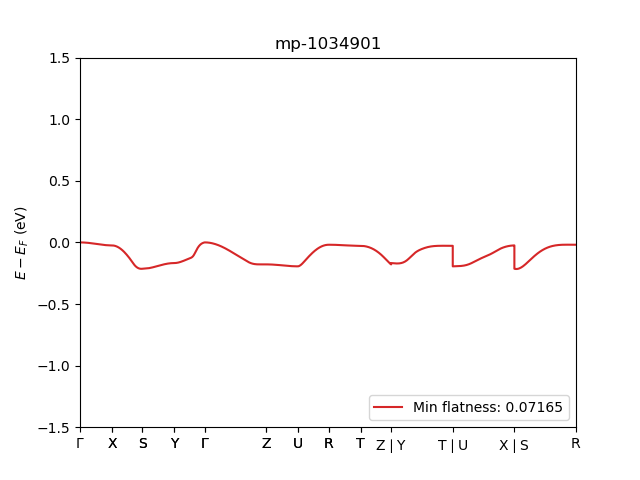 mp-1034901
E − E_F (eV)
1.5
1.0
0.5
0.0
−0.5
−1.0
−1.5
Min flatness: 0.07165
Γ X S Y Γ Z U R T Z | Y T | U X | S R